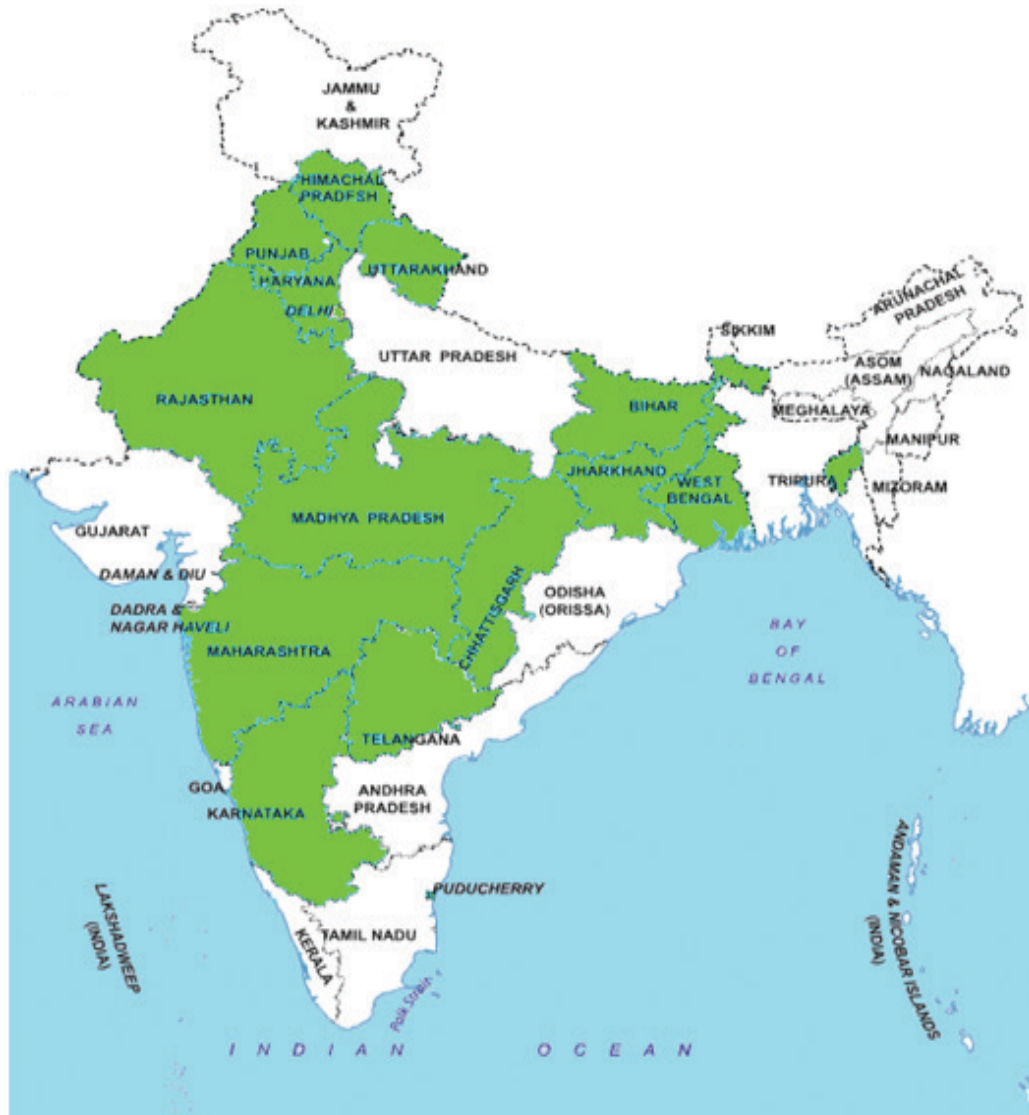 JAMMU
&
KASHMIR
HIMACHAL
PRADESH
PUNJAB
UTTARAKHAND
HARYANA
DELHI
ARUNACHAL
PRADESH
SIKKIM
UTTAR PRADESH
ASOM
(ASSAM)
NAGALAND
RAJASTHAN
BIHAR
MEGHALAYA
MANIPUR
JHARKHAND
WEST
BENGAL
TRIPURA
MIZORAM
MADHYA PRADESH
GUJARAT
DAMAN & DIU
DADRA &
NAGAR HAVELI
CHHATTISGARH
ODISHA
(ORISSA)
MAHARASHTRA
BAY
OF
BENGAL
ARABIAN
SEA
TELANGANA
GOA
KARNATAKA
ANDHRA
PRADESH
PUDUCHERRY
LAKSHADWEEP
(INDIA)
ANDAMAN & NICOBAR ISLANDS
(INDIA)
KERALA
TAMIL NADU
Palk Strait
INDIAN OCEAN